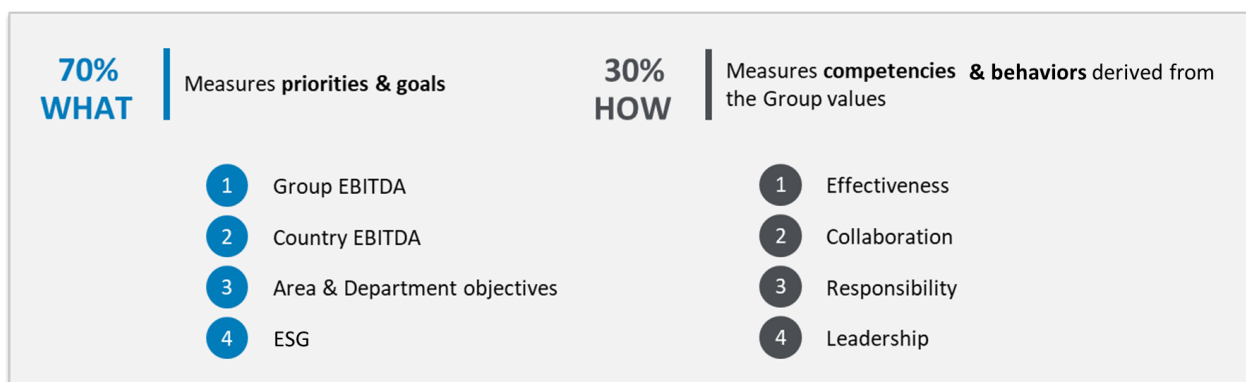 70%
WHAT
Measures priorities & goals
1 Group EBITDA
2 Country EBITDA
3 Area & Department objectives
4 ESG
30%
HOW
Measures competencies & behaviors derived from
the Group values
1 Effectiveness
2 Collaboration
3 Responsibility
4 Leadership